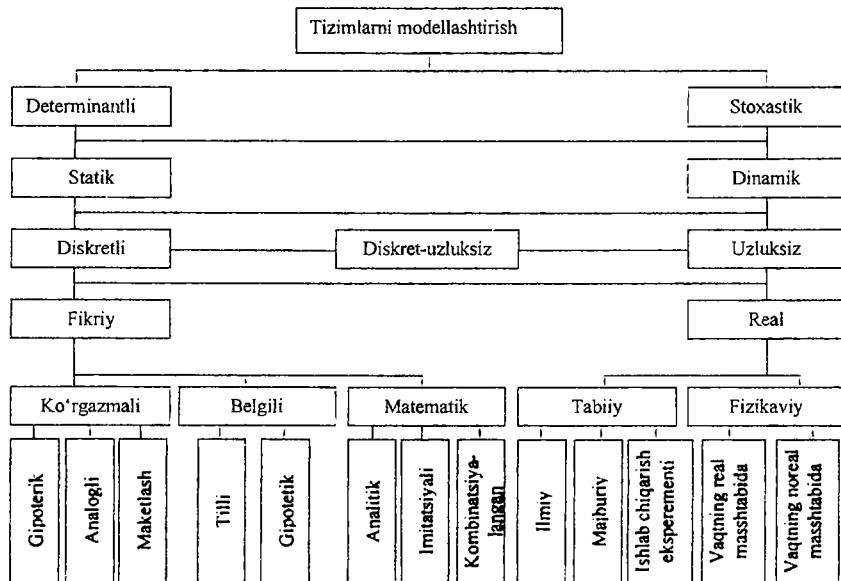 Tizimlarni modellashtirish
Determinantli
Stoxastik
Statik
Dinamik
Diskretli
Diskret-uzluksiz
Uzluksiz
Fikriy
Real
Ko‘rgazmali
Belgili
Matematik
Tabiiy
Fizikaviy
Gipoterik
Analogli
Maketlash
Tilli
Gipotetik
Analitik
Imitatsiyali
Kombinatsiya-
langan
Ilmiy
Majburiy
Ishlab chiqarish
eksperementi
Vaqtning real
masshtabida
Vaqtning noreal
masshtabida